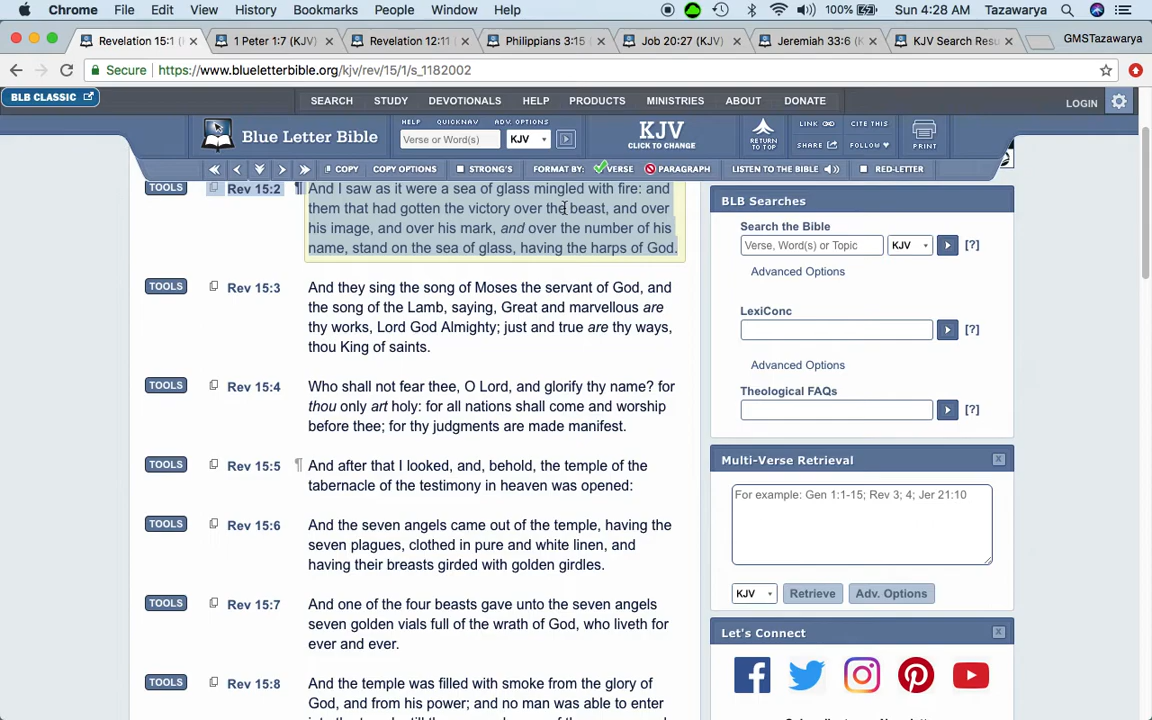 Chrome File Edit View History Bookmarks People Window Help 100% Sun 4:28 AM Tazawarya
Revelation 15:1 ( 1 Peter 1:7 (KJV) Revelation 12:11 Philippians 3:15 Job 20:27 (KJV) Jeremiah 33:6 (K KJV Search Resu GMSTazawarya
Secure https://www.blueletterbible.org/kjv/rev/15/1/s_1182002
BLB CLASSIC
SEARCH STUDY DEVOTIONALS HELP PRODUCTS MINISTRIES ABOUT DONATE LOGIN
Blue Letter Bible
HELP QUICKNAV ADV. OPTIONS
Verse or Word(s) KJV
KJV
CLICK TO CHANGE
RETURN
TO TOP
LINK CITE THIS
SHARE FOLLOW
PRINT
COPY COPY OPTIONS STRONG'S FORMAT BY: VERSE PARAGRAPH LISTEN TO THE BIBLE RED-LETTER
TOOLS Rev 15:2 ¶ And I saw as it were a sea of glass mingled with fire: and
them that had gotten the victory over the beast, and over
his image, and over his mark, and over the number of his
name, stand on the sea of glass, having the harps of God.
TOOLS Rev 15:3 And they sing the song of Moses the servant of God, and
the song of the Lamb, saying, Great and marvellous are
thy works, Lord God Almighty; just and true are thy ways,
thou King of saints.
TOOLS Rev 15:4 Who shall not fear thee, O Lord, and glorify thy name? for
thou only art holy: for all nations shall come and worship
before thee; for thy judgments are made manifest.
TOOLS Rev 15:5 ¶ And after that I looked, and, behold, the temple of the
tabernacle of the testimony in heaven was opened:
TOOLS Rev 15:6 And the seven angels came out of the temple, having the
seven plagues, clothed in pure and white linen, and
having their breasts girded with golden girdles.
TOOLS Rev 15:7 And one of the four beasts gave unto the seven angels
seven golden vials full of the wrath of God, who liveth for
ever and ever.
TOOLS Rev 15:8 And the temple was filled with smoke from the glory of
God, and from his power; and no man was able to enter
BLB Searches
Search the Bible
Verse, Word(s) or Topic KJV [?]
Advanced Options
LexiConc
[?]
Advanced Options
Theological FAQs
[?]
Multi-Verse Retrieval
For example: Gen 1:1-15; Rev 3; 4; Jer 21:10
KJV Retrieve Adv. Options
Let's Connect